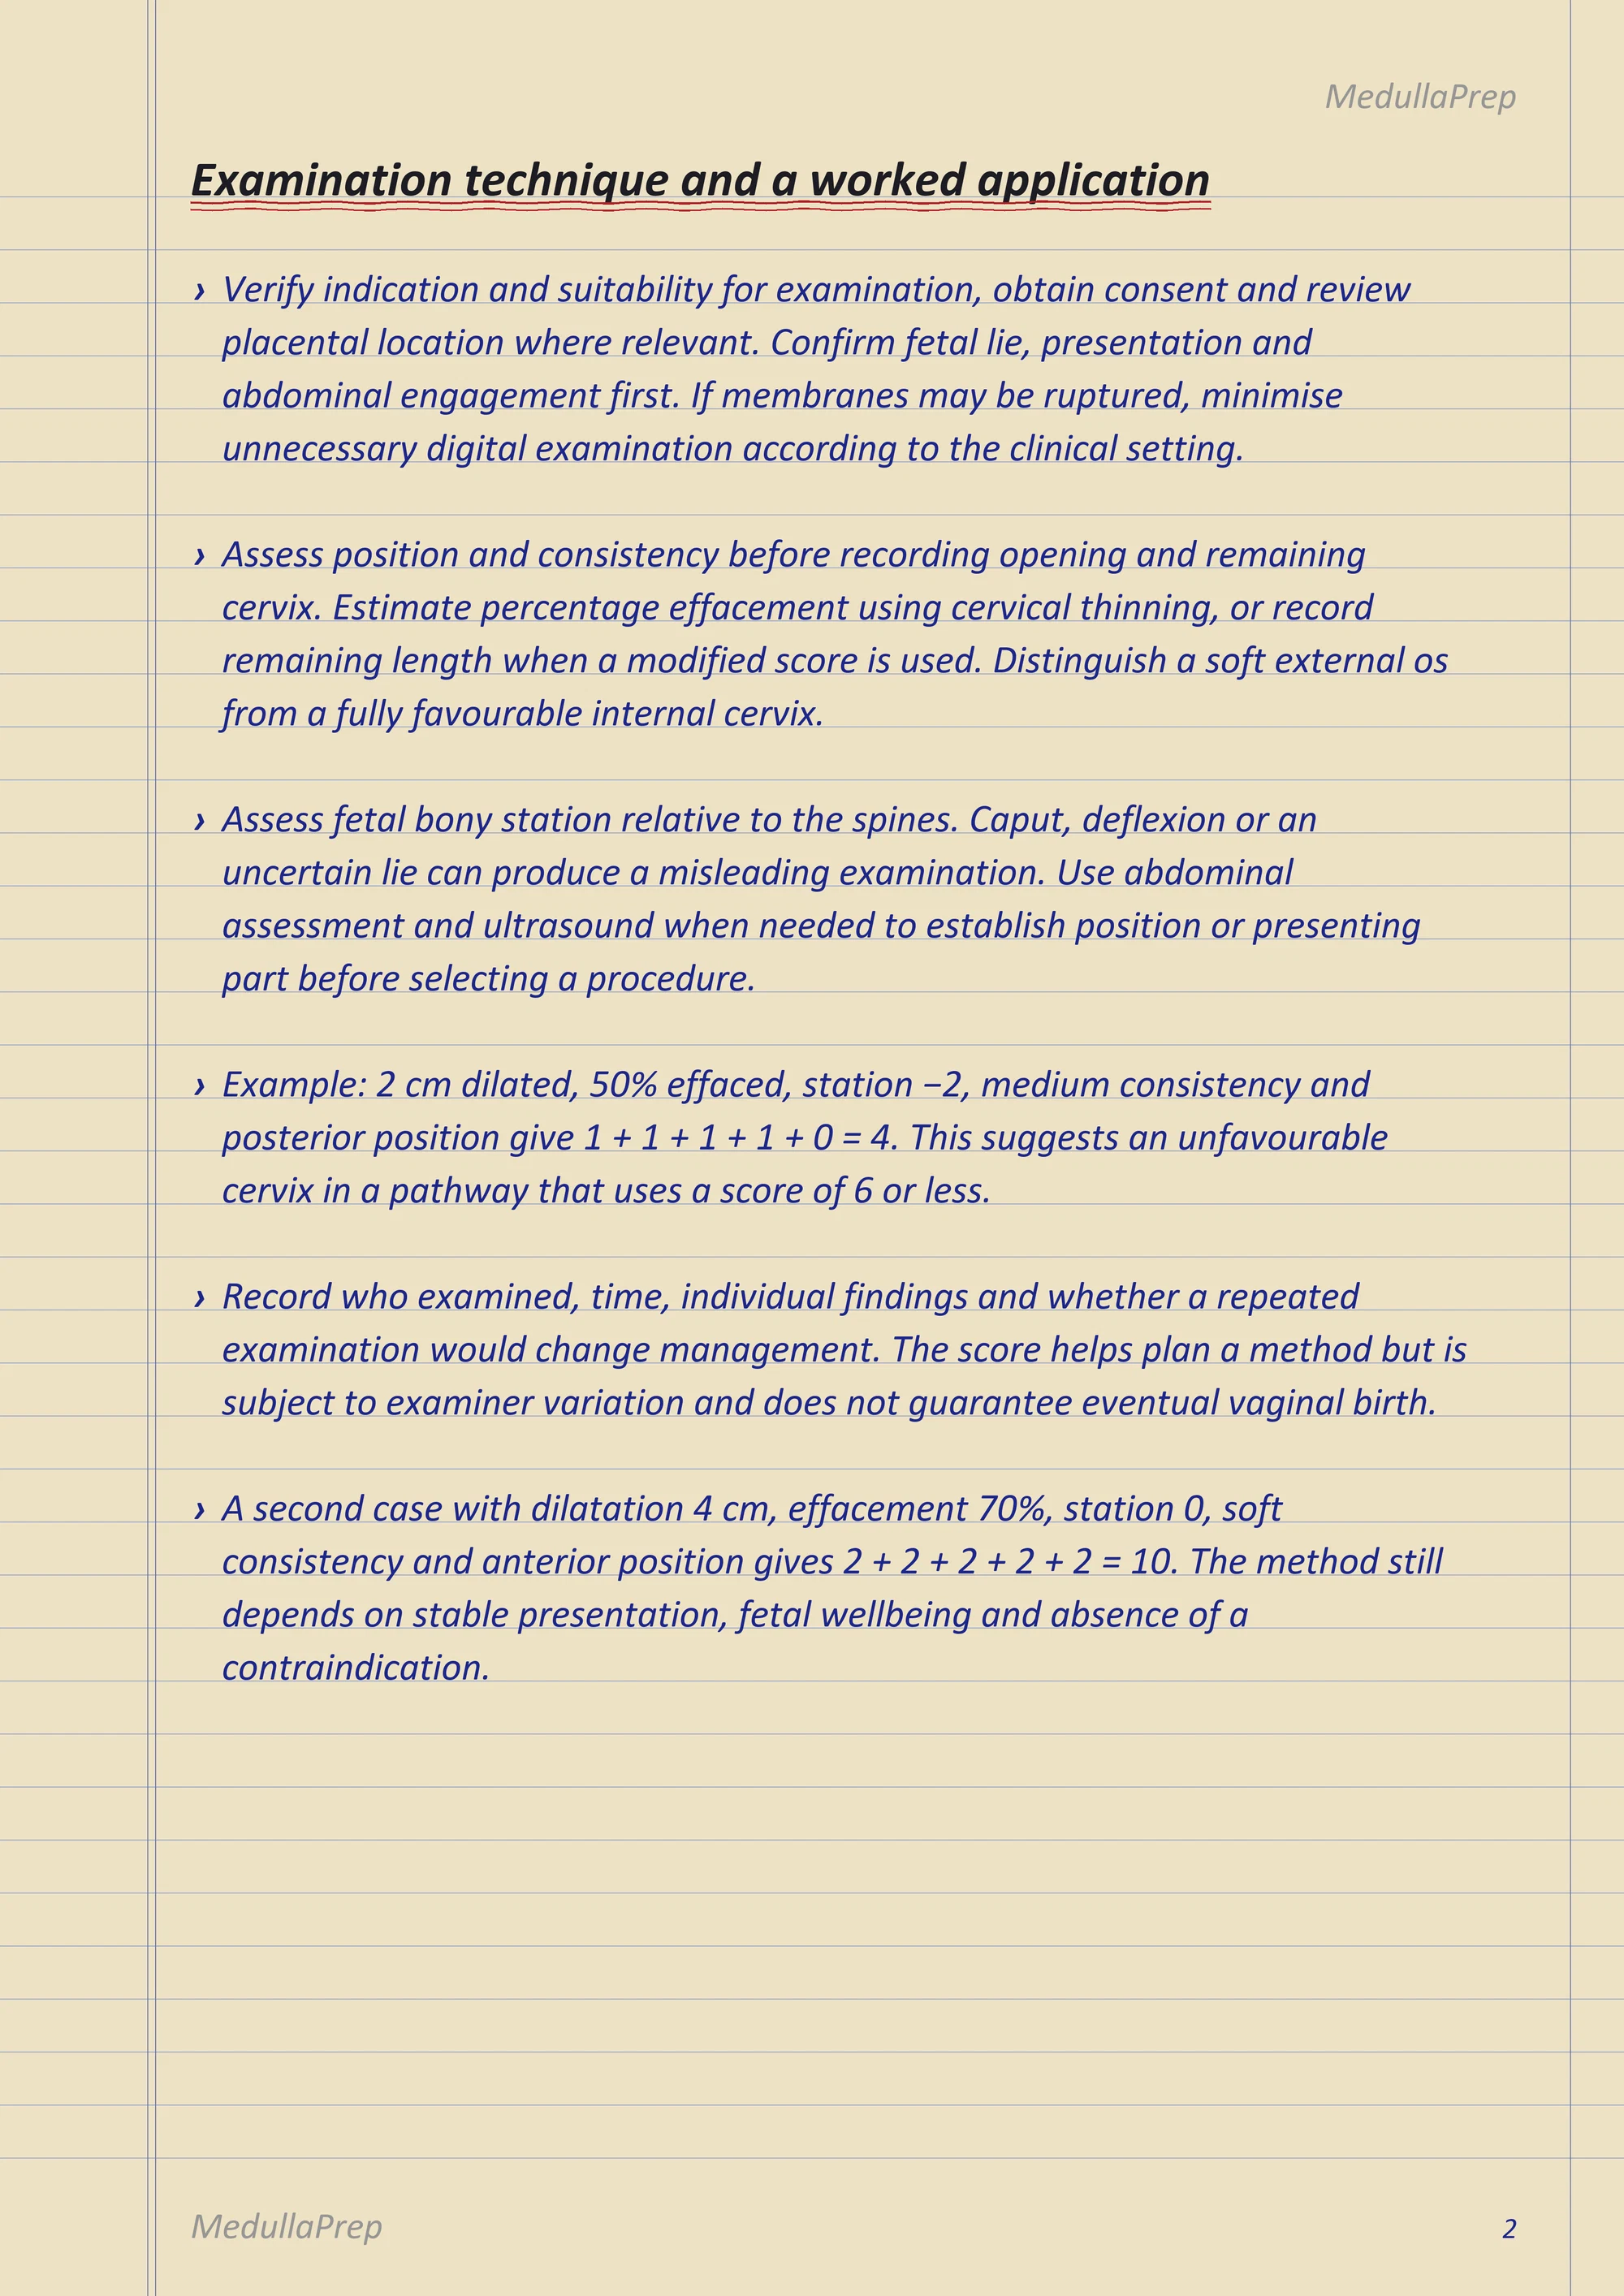 MedullaPrep
Examination technique and a worked application
› Verify indication and suitability for examination, obtain consent and review
placental location where relevant. Confirm fetal lie, presentation and
abdominal engagement first. If membranes may be ruptured, minimise
unnecessary digital examination according to the clinical setting.
› Assess position and consistency before recording opening and remaining
cervix. Estimate percentage effacement using cervical thinning, or record
remaining length when a modified score is used. Distinguish a soft external os
from a fully favourable internal cervix.
› Assess fetal bony station relative to the spines. Caput, deflexion or an
uncertain lie can produce a misleading examination. Use abdominal
assessment and ultrasound when needed to establish position or presenting
part before selecting a procedure.
› Example: 2 cm dilated, 50% effaced, station −2, medium consistency and
posterior position give 1 + 1 + 1 + 1 + 0 = 4. This suggests an unfavourable
cervix in a pathway that uses a score of 6 or less.
› Record who examined, time, individual findings and whether a repeated
examination would change management. The score helps plan a method but is
subject to examiner variation and does not guarantee eventual vaginal birth.
› A second case with dilatation 4 cm, effacement 70%, station 0, soft
consistency and anterior position gives 2 + 2 + 2 + 2 + 2 = 10. The method still
depends on stable presentation, fetal wellbeing and absence of a
contraindication.
MedullaPrep
2